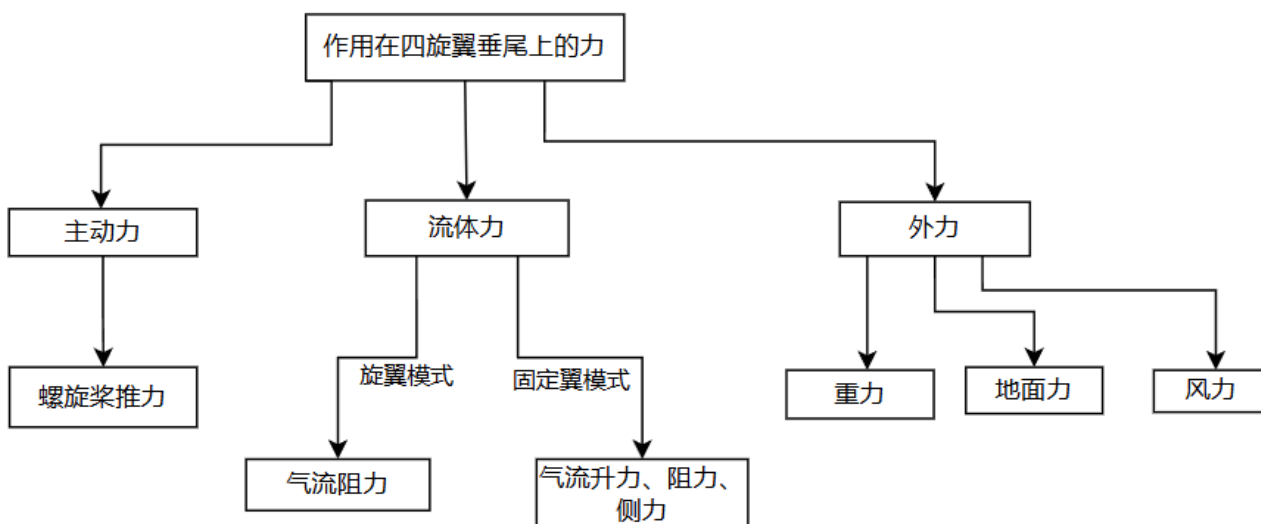 作用在四旋翼垂尾上的力
主动力
流体力
外力
旋翼模式
固定翼模式
螺旋桨推力
重力
地面力
风力
气流阻力
气流升力、阻力、
侧力